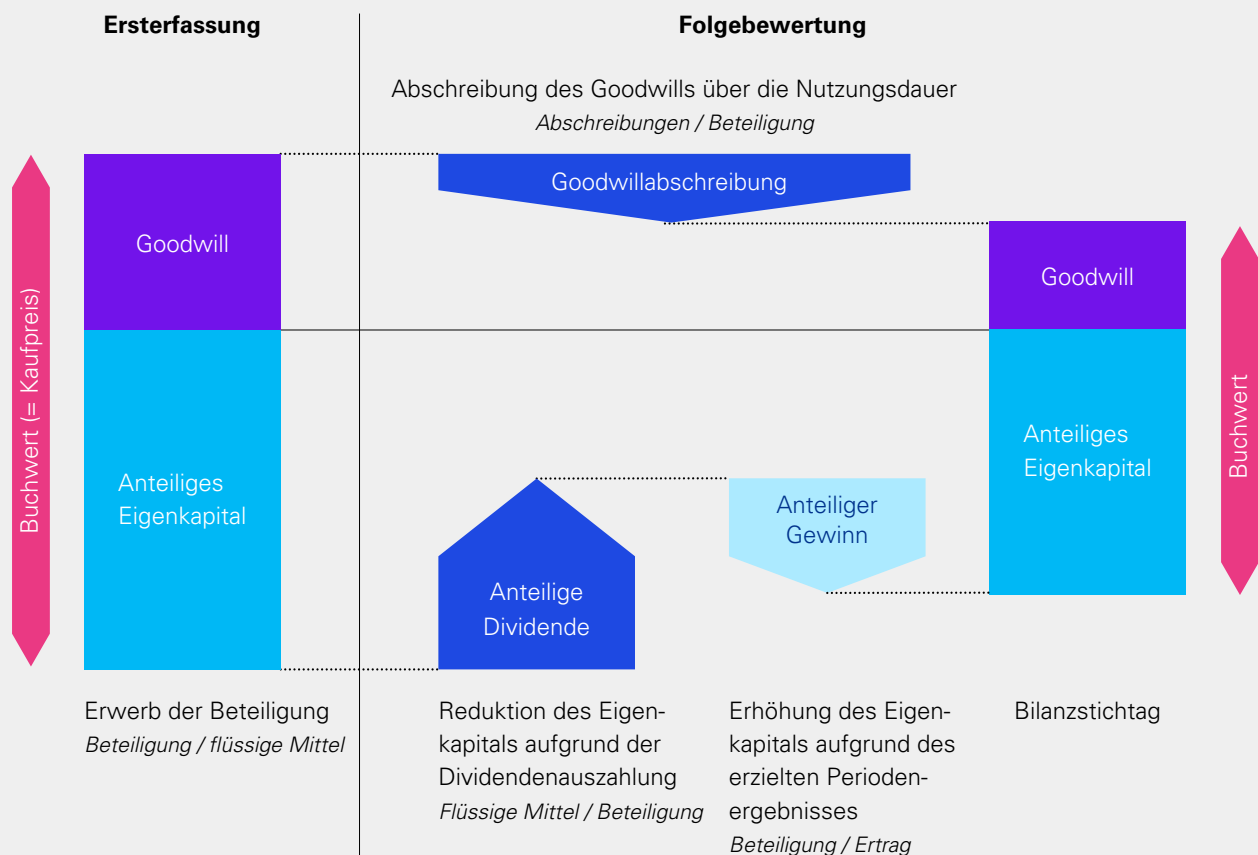 Ersterfassung
Folgebewertung
Abschreibung des Goodwills über die Nutzungsdauer
Abschreibungen / Beteiligung
Buchwert (= Kaufpreis)
Goodwill
Goodwillabschreibung
Goodwill
Anteiliges
Eigenkapital
Anteilige
Dividende
Anteiliger
Gewinn
Anteiliges
Eigenkapital
Buchwert
Erwerb der Beteiligung
Beteiligung / flüssige Mittel
Reduktion des Eigen-
kapitals aufgrund der
Dividendenauszahlung
Flüssige Mittel / Beteiligung
Erhöhung des Eigen-
kapitals aufgrund des
erzielten Perioden-
ergebnisses
Beteiligung / Ertrag
Bilanzstichtag